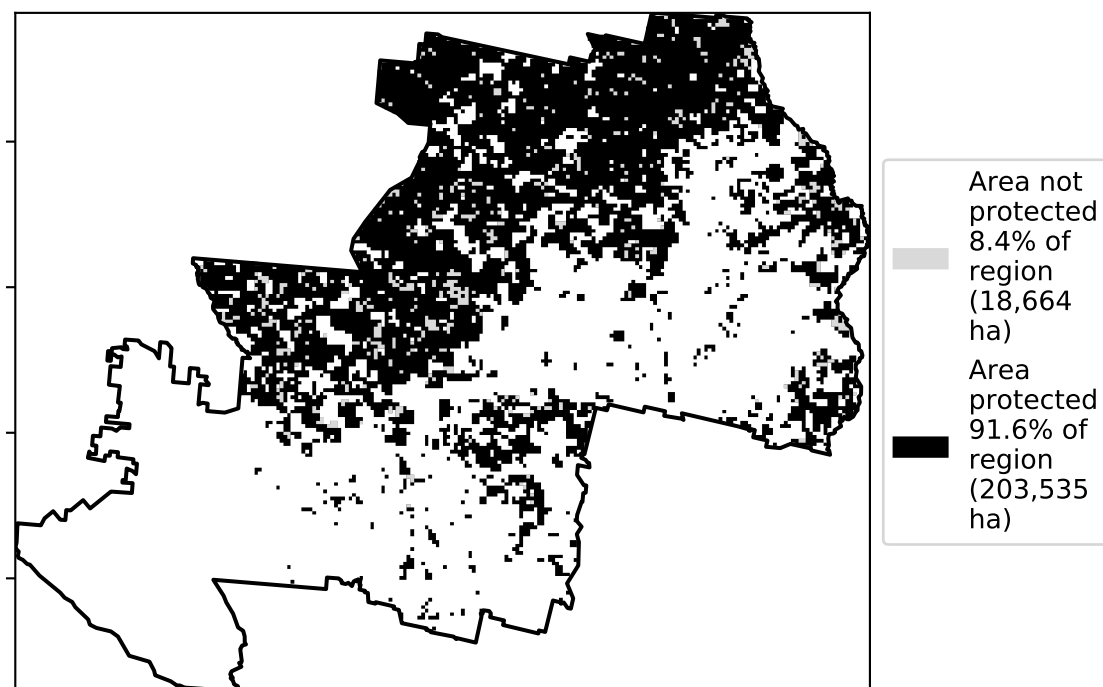 Area not
protected
8.4% of
region
(18,664
ha)
Area
protected
91.6% of
region
(203,535
ha)